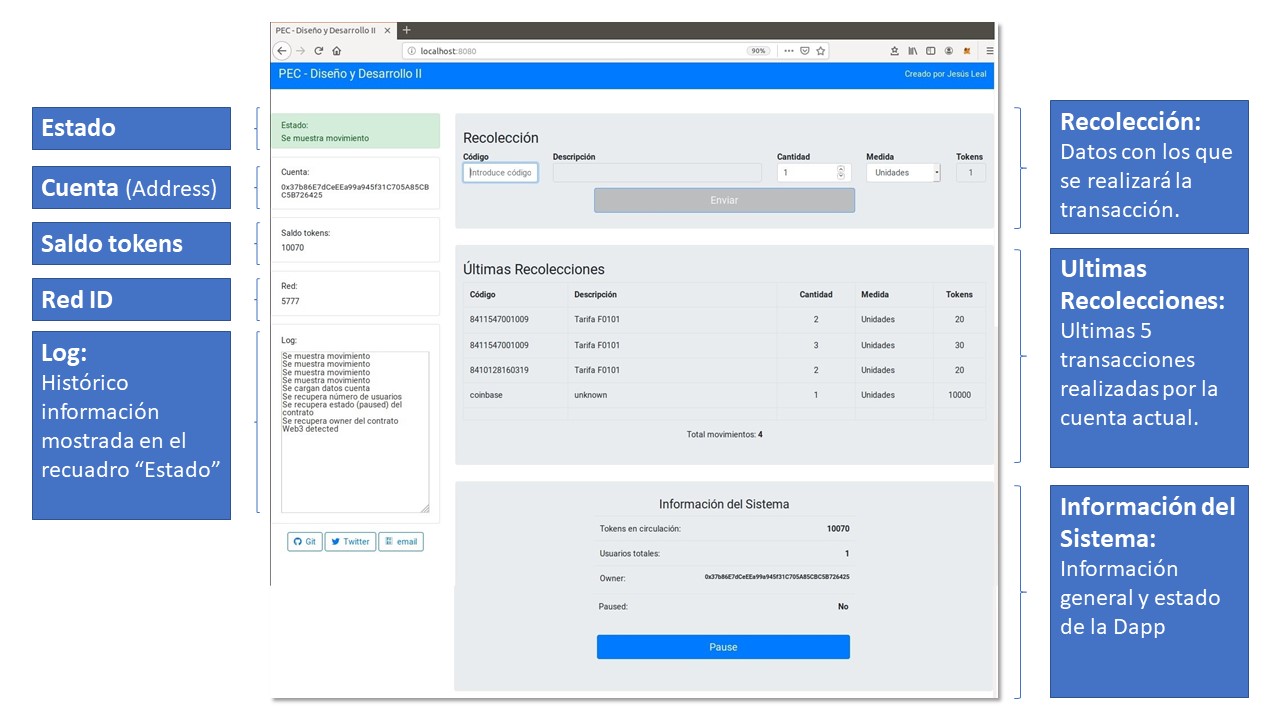 PEC - Diseño y Desarrollo II
localhost:8080
90%
PEC - Diseño y Desarrollo II
Creado por Jesús Leal
Estado
Cuenta (Address)
Saldo tokens
Red ID
Log:
Histórico
información
mostrada en el
recuadro “Estado”
Estado:
Se muestra movimiento
Cuenta:
0x37b86E7dCeEEa99a945f31C705A85CB
C5B726425
Saldo tokens:
10070
Red:
5777
Log:
Se muestra movimiento
Se muestra movimiento
Se muestra movimiento
Se muestra movimiento
Se cargan datos cuenta
Se recupera número de usuarios
Se recupera estado (paused) del
contrato
Se recupera owner del contrato
Web3 detected
Git Twitter email
Recolección
Código Descripción Cantidad Medida Tokens
Introduce código 1 Unidades 1
Enviar
Últimas Recolecciones
Código Descripción Cantidad Medida Tokens
8411547001009 Tarifa F0101 2 Unidades 20
8411547001009 Tarifa F0101 3 Unidades 30
8410128160319 Tarifa F0101 2 Unidades 20
coinbase unknown 1 Unidades 10000
Total movimientos: 4
Información del Sistema
Tokens en circulación: 10070
Usuarios totales: 1
Owner: 0x37b86E7dCeEEa99a945f31C705A85CBC5B726425
Paused: No
Pause
Recolección:
Datos con los que
se realizará la
transacción.
Ultimas
Recolecciones:
Ultimas 5
transacciones
realizadas por la
cuenta actual.
Información del
Sistema:
Información
general y estado
de la Dapp